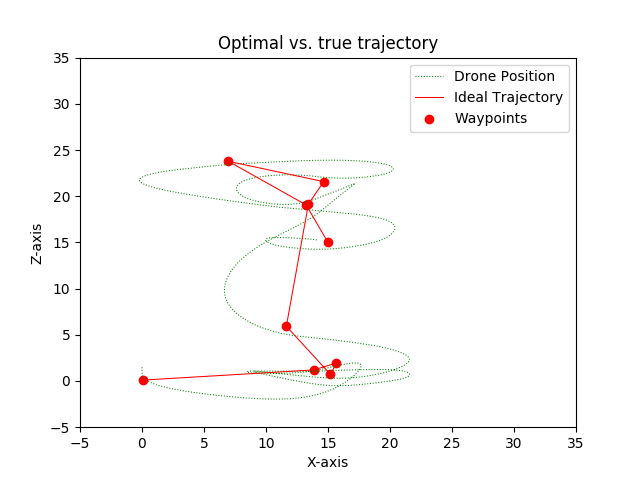 Optimal vs. true trajectory
Drone Position
Ideal Trajectory
Waypoints
Z-axis
35
30
25
20
15
10
5
0
−5
−5 0 5 10 15 20 25 30 35
X-axis